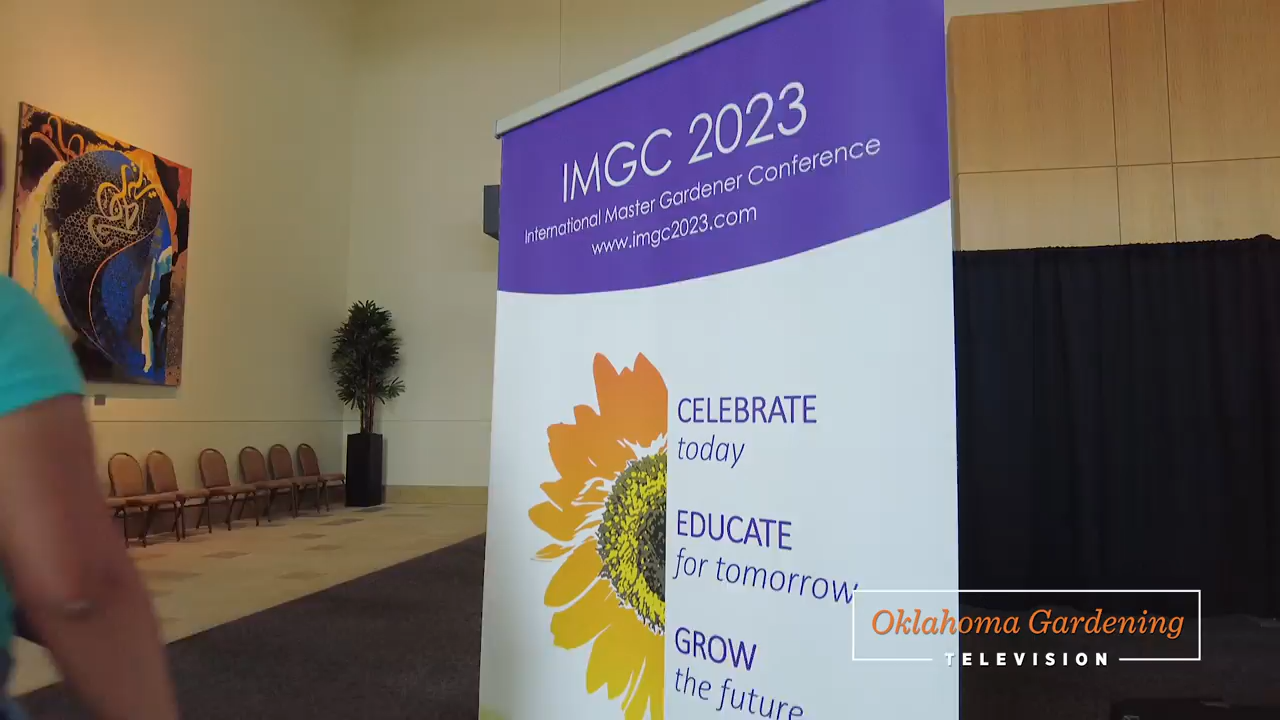 IMGC 2023
International Master Gardener Conference
www.imgc2023.com
CELEBRATE
today
EDUCATE
for tomorrow
GROW
the future
Oklahoma Gardening
TELEVISION